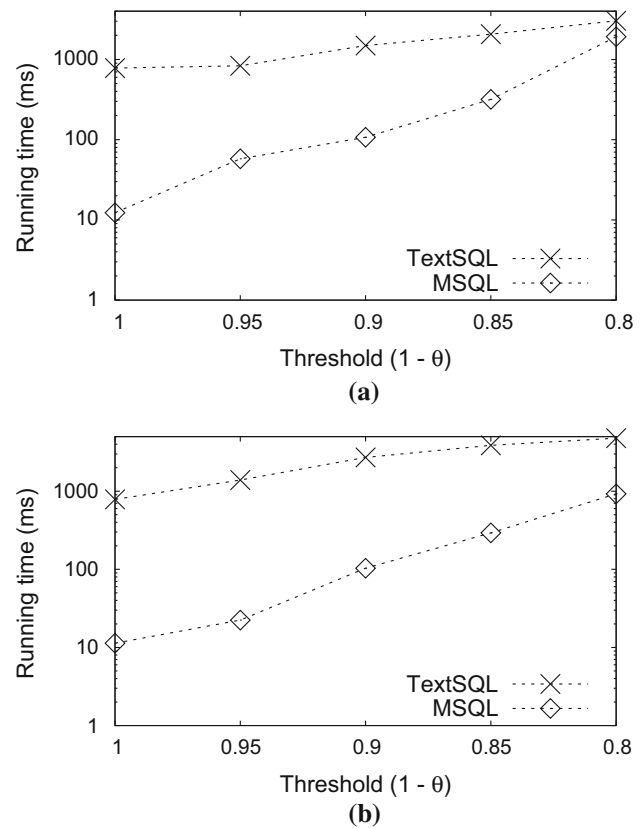 1000
100
10
1
Running time (ms)
TextSQL
MSQL
1 0.95 0.9 0.85 0.8
Threshold (1 - θ)
(a)
1000
100
10
1
Running time (ms)
TextSQL
MSQL
1 0.95 0.9 0.85 0.8
Threshold (1 - θ)
(b)